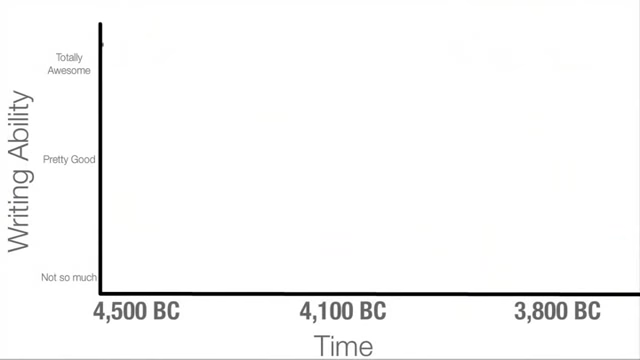 Totally
Awesome
Writing Ability
Pretty Good
Not so much
4,500 BC
4,100 BC
3,800 BC
Time